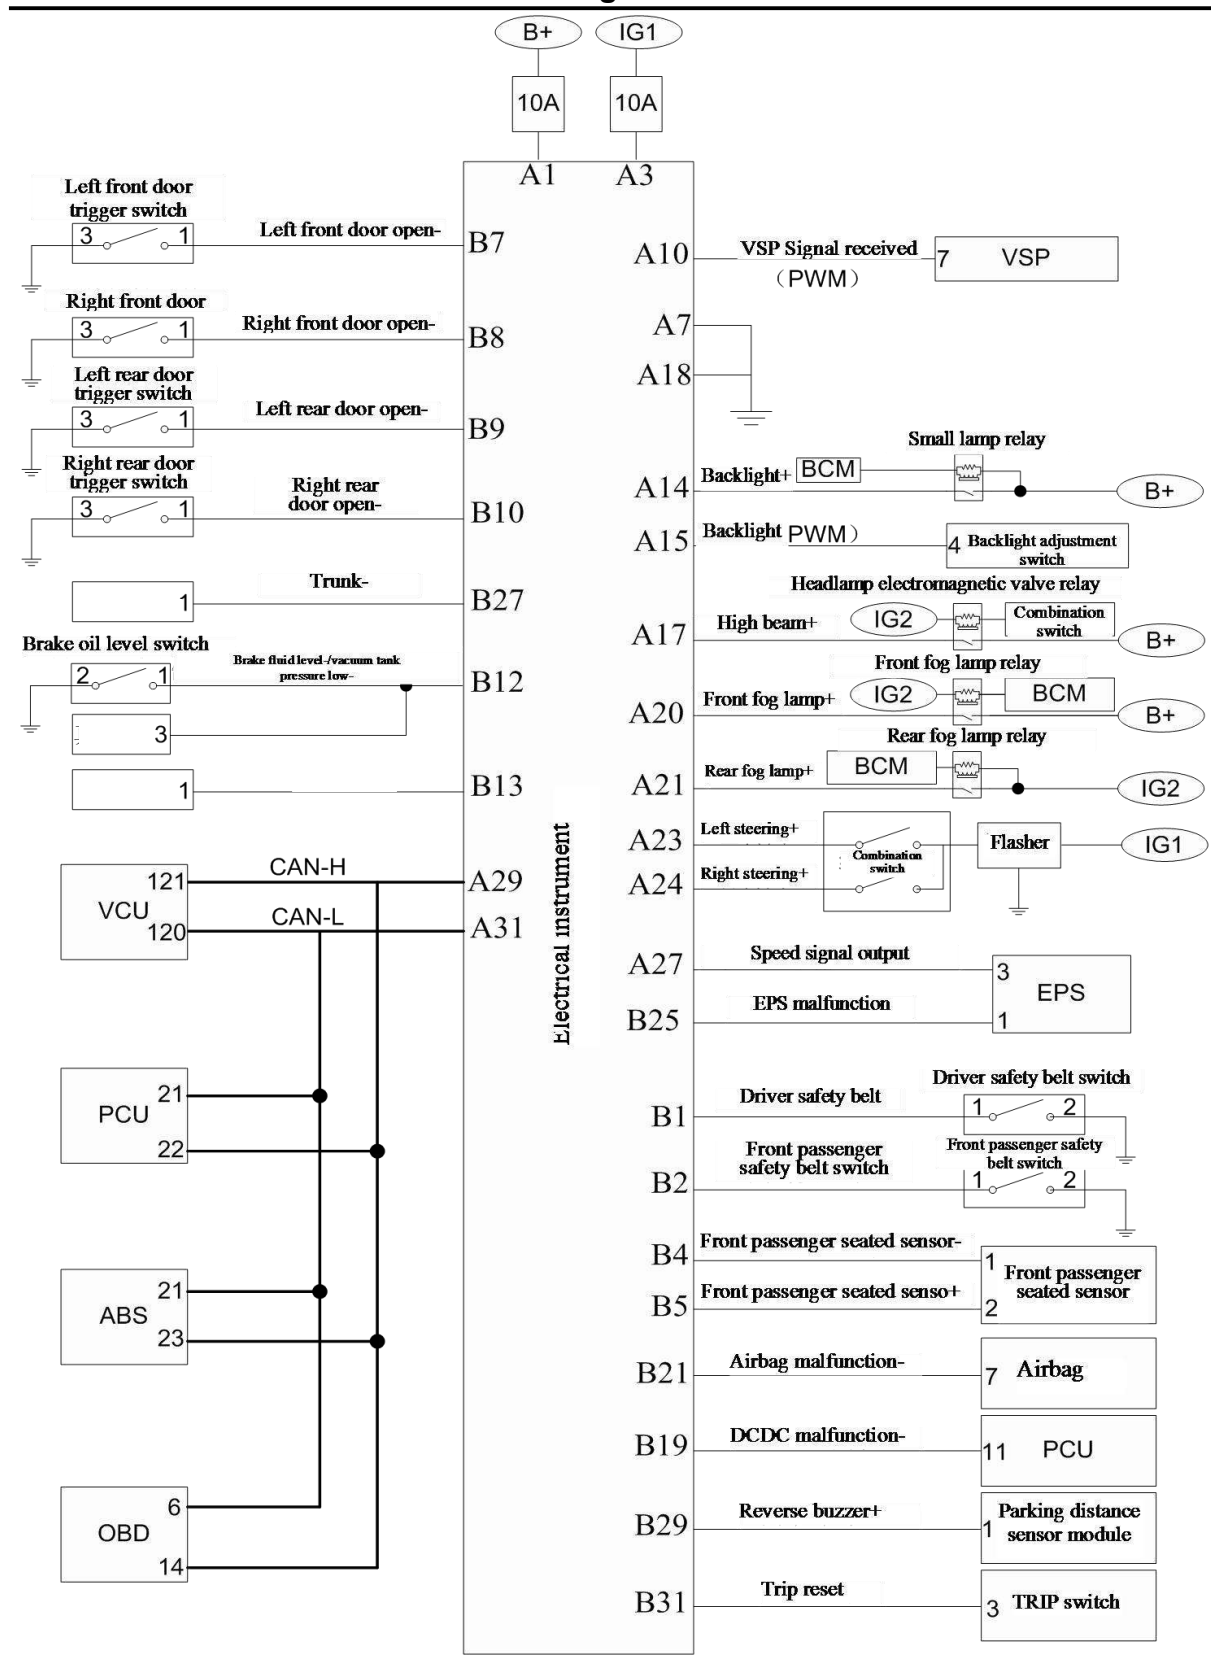 B+
IG1
10A
10A
A1
A3
Left front door
trigger switch
3
1
Left front door open-
B7
Right front door
3
1
Right front door open-
B8
Left rear door
trigger switch
3
1
Left rear door open-
B9
Right rear door
trigger switch
3
1
Right rear
door open-
B10
1
Trunk-
B27
Brake oil level switch
2
1
Brake fluid level-/vacuum tank
pressure low-
B12
3
1
B13
VCU
121
CAN-H
A29
120
CAN-L
A31
PCU
21
22
ABS
21
23
OBD
6
14
Electrical instrument
A10
VSP Signal received
（PWM）
7
VSP
A7
A18
Small lamp relay
A14
Backlight+
BCM
B+
A15
Backlight PWM）
4
Backlight adjustment
switch
Headlamp electromagnetic valve relay
A17
High beam+
IG2
Combination
switch
B+
Front fog lamp relay
A20
Front fog lamp+
IG2
BCM
B+
Rear fog lamp relay
A21
Rear fog lamp+
BCM
IG2
A23
Left steering+
Combination
switch
Flasher
IG1
A24
Right steering+
A27
Speed signal output
3
EPS
B25
EPS malfunction
1
Driver safety belt switch
B1
Driver safety belt
1
2
Front passenger
safety belt switch
Front passenger safety
belt switch
B2
1
2
B4
Front passenger seated sensor-
1
Front passenger
seated sensor
B5
Front passenger seated senso+
2
B21
Airbag malfunction-
7
Airbag
B19
DCDC malfunction-
11
PCU
B29
Reverse buzzer+
1
Parking distance
sensor module
B31
Trip reset
3
TRIP switch